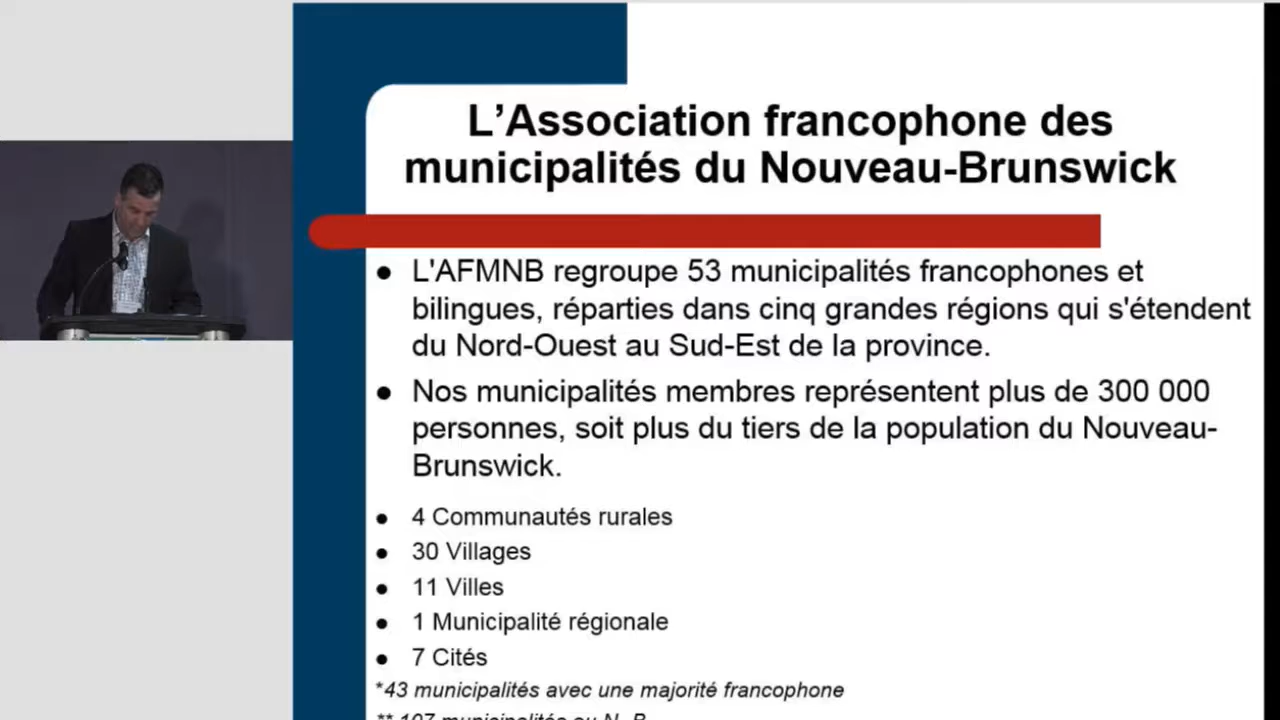 L’Association francophone des
municipalités du Nouveau-Brunswick
● L'AFMNB regroupe 53 municipalités francophones et
bilingues, réparties dans cinq grandes régions qui s'étendent
du Nord-Ouest au Sud-Est de la province.
● Nos municipalités membres représentent plus de 300 000
personnes, soit plus du tiers de la population du Nouveau-
Brunswick.
● 4 Communautés rurales
● 30 Villages
● 11 Villes
● 1 Municipalité régionale
● 7 Cités
*43 municipalités avec une majorité francophone
** 107 municipalités au N.-B.